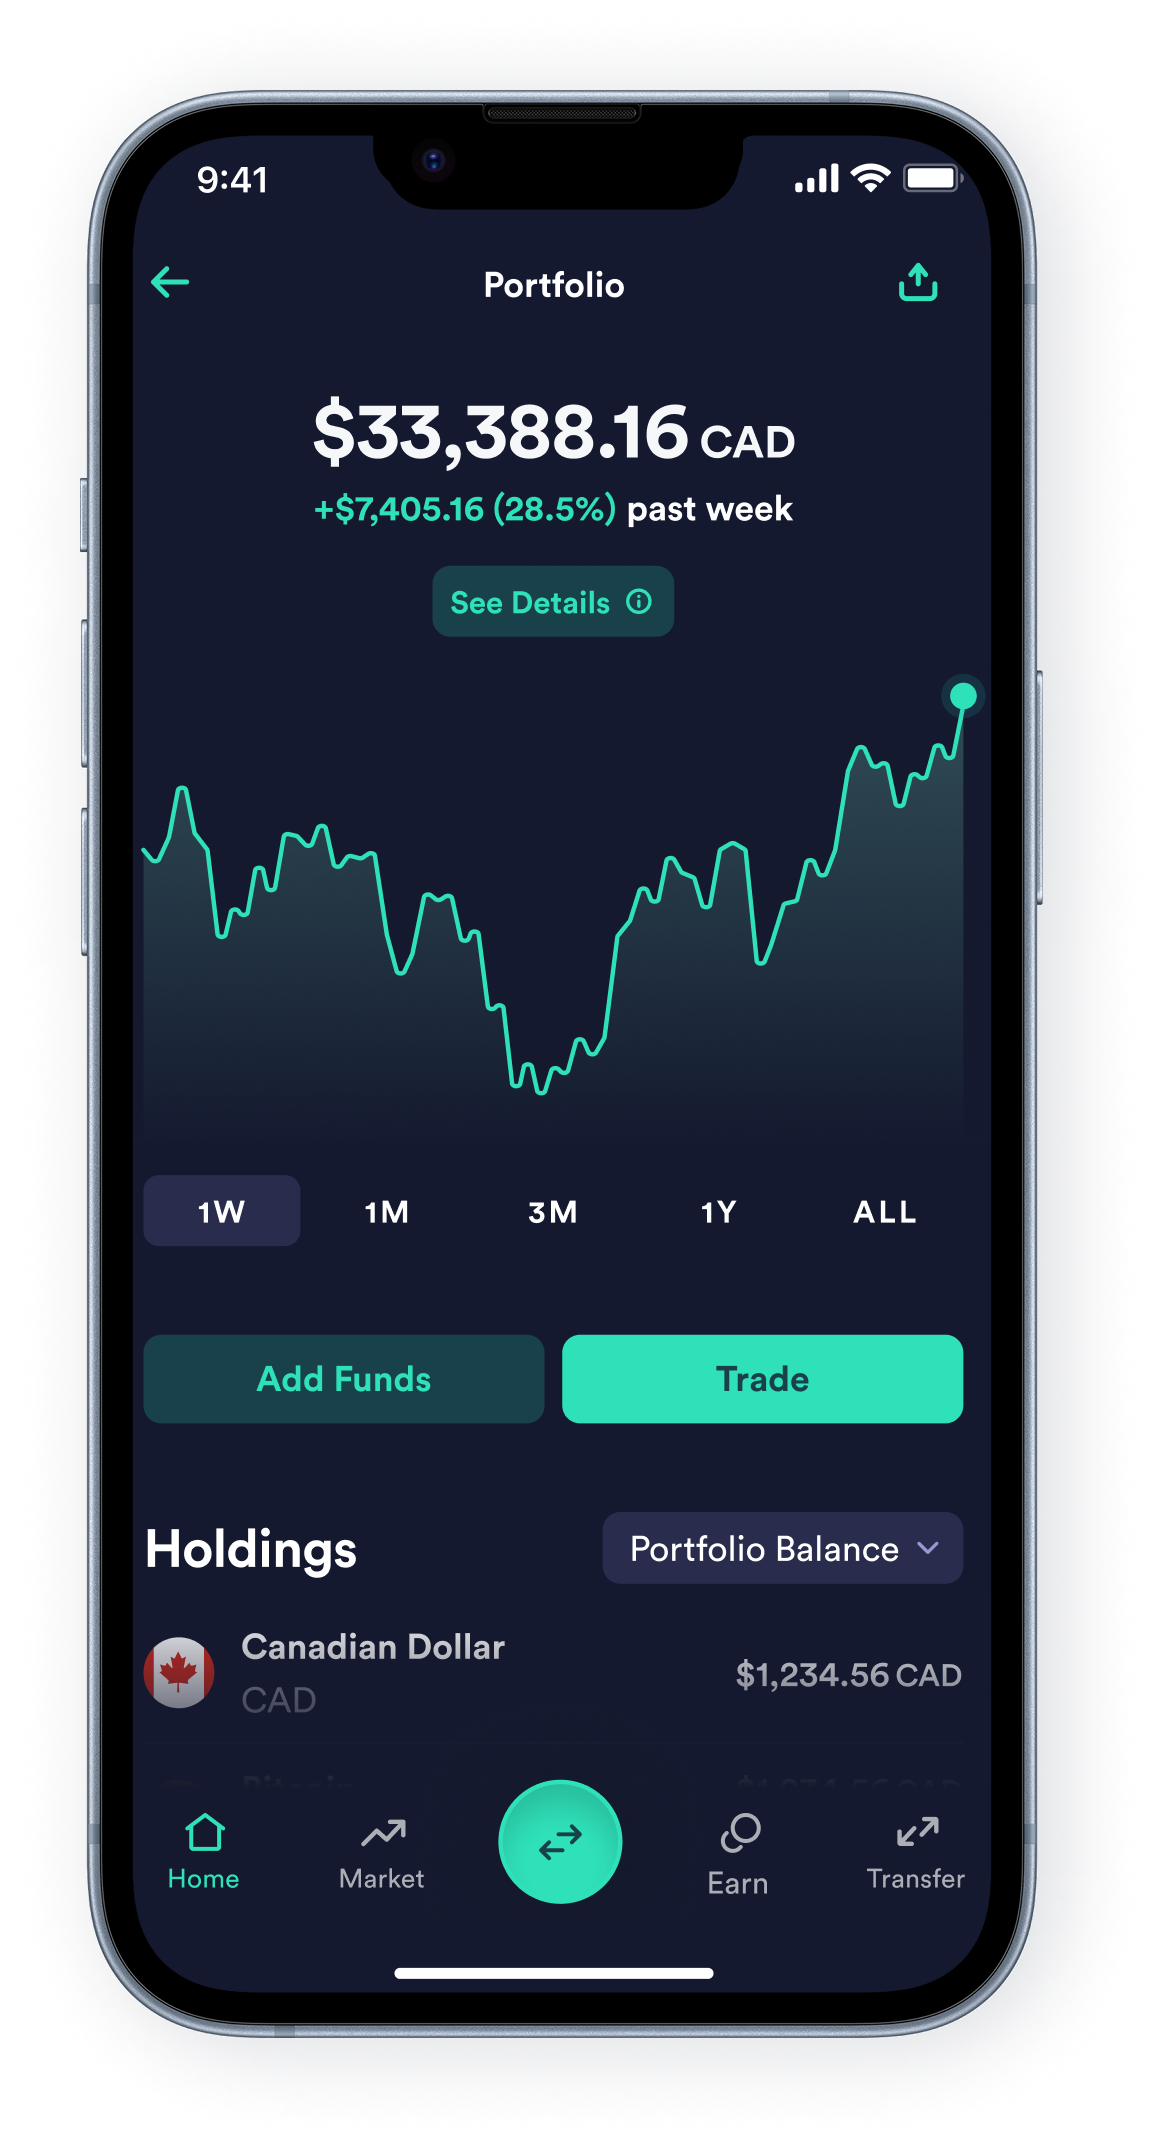 9:41
Portfolio
$33,388.16 CAD
+$7,405.16 (28.5%) past week
See Details
1W 1M 3M 1Y ALL
Add Funds Trade
Holdings Portfolio Balance
Canadian Dollar
CAD
$1,234.56 CAD
Bitcoin
Home Market Earn Transfer